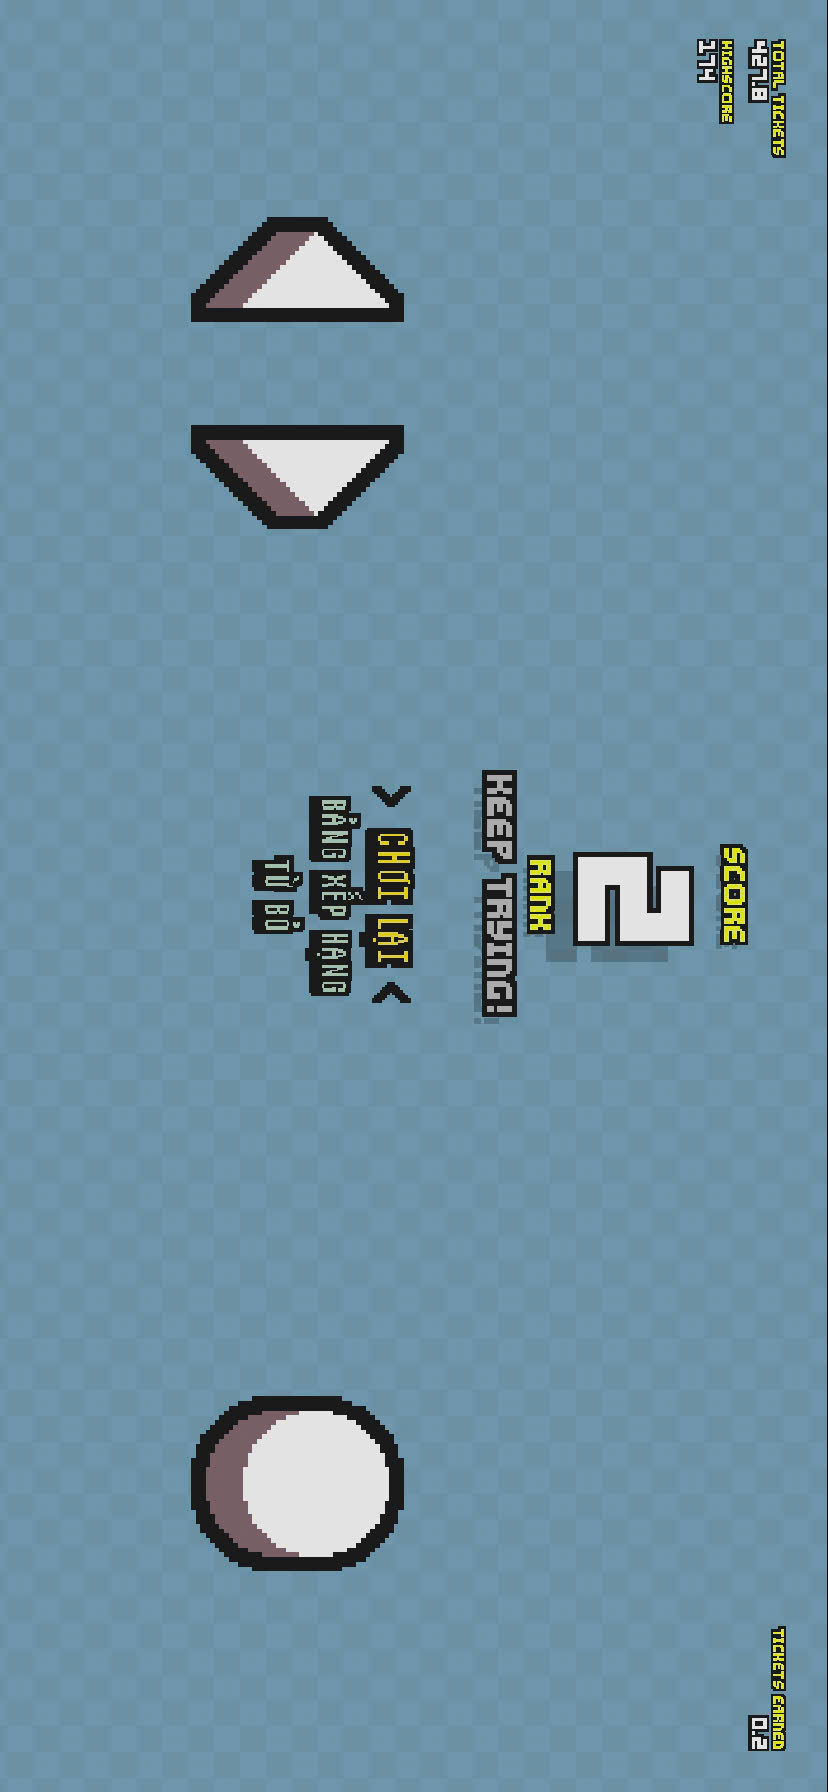 TOTAL TICKETS
427.8
HIGHSCORE
174
SCORE
2
RANK
KEEP TRYING!
> CHƠI LẠI <
BẢNG XẾP HẠNG
TỪ BỎ
TICKETS EARNED
0.2